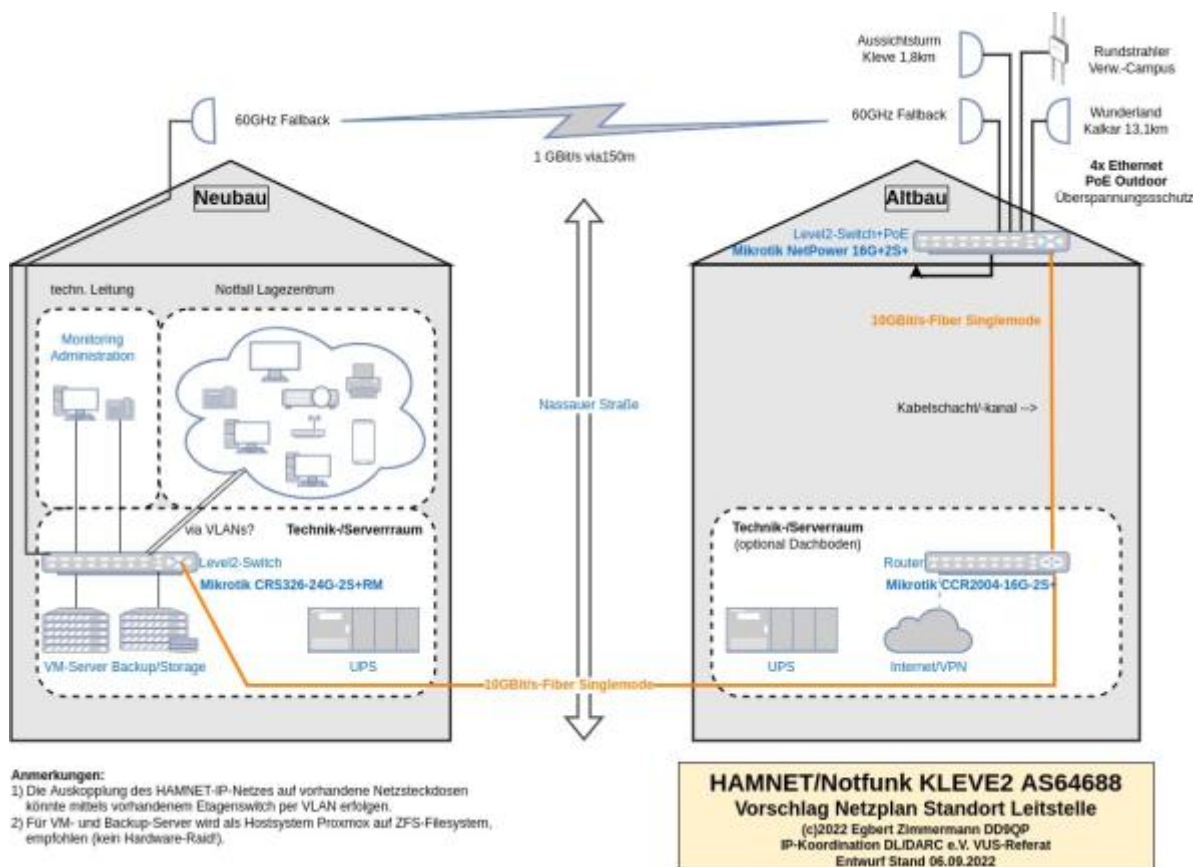 Aussichtsturm
Kleve 1,8km
Rundstrahler
Verw.-Campus
60GHz Fallback
60GHz Fallback
Wunderland
Kalkar 13,1km
1 GBit/s via150m
4x Ethernet
PoE Outdoor
Überspannungssschutz
Neubau
Altbau
Level2-Switch+PoE
Mikrotik NetPower 16G+2S+
techn. Leitung
Notfall Lagezentrum
10GBit/s-Fiber Singlemode
Monitoring
Administration
Nassauer Straße
Kabelschacht/-kanal -->
via VLANs?
Technik-/Serverrraum
Technik-/Serverraum
(optional Dachboden)
Level2-Switch
Router
Mikrotik CRS326-24G-2S+RM
Mikrotik CCR2004-16G-2S+
VM-Server
Backup/Storage
UPS
UPS
Internet/VPN
10GBit/s-Fiber Singlemode
Anmerkungen:
1) Die Auskopplung des HAMNET-IP-Netzes auf vorhandene Netzsteckdosen
könnte mittels vorhandenem Etagenswitch per VLAN erfolgen.
2) Für VM- und Backup-Server wird als Hostsystem Proxmox auf ZFS-Filesystem,
empfohlen (kein Hardware-Raid!).
HAMNET/Notfunk KLEVE2 AS64688
Vorschlag Netzplan Standort Leitstelle
(c)2022 Egbert Zimmermann DD9QP
IP-Koordination DL/DARC e.V. VUS-Referat
Entwurf Stand 06.09.2022